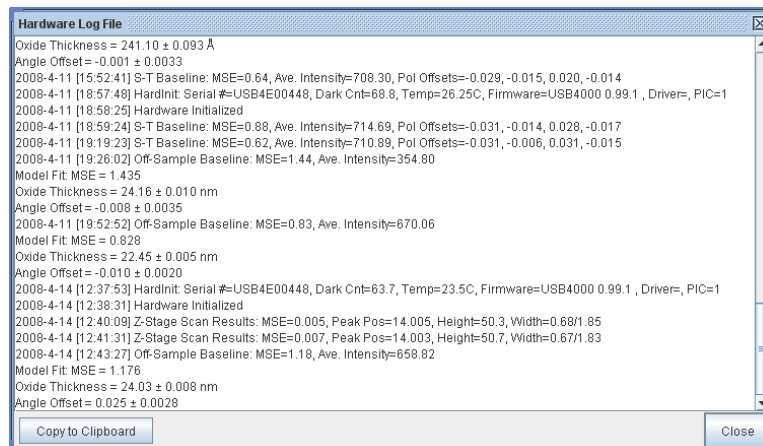 Hardware Log File
Oxide Thickness = 241.10 ± 0.093 Å
Angle Offset = -0.001 ± 0.0033
2008-4-11 [15:52:41] S-T Baseline: MSE=0.64, Ave. Intensity=708.30, Pol Offsets=-0.029, -0.015, 0.020, -0.014
2008-4-11 [18:57:48] HardInit: Serial #=USB4E00448, Dark Cnt=68.8, Temp=26.25C, Firmware=USB4000 0.99.1 , Driver=, PIC=1
2008-4-11 [18:58:25] Hardware Initialized
2008-4-11 [18:59:24] S-T Baseline: MSE=0.88, Ave. Intensity=714.69, Pol Offsets=-0.031, -0.014, 0.028, -0.017
2008-4-11 [19:19:23] S-T Baseline: MSE=0.62, Ave. Intensity=710.89, Pol Offsets=-0.031, -0.006, 0.031, -0.015
2008-4-11 [19:26:02] Off-Sample Baseline: MSE=1.44, Ave. Intensity=354.80
Model Fit: MSE = 1.435
Oxide Thickness = 24.16 ± 0.010 nm
Angle Offset = -0.008 ± 0.0035
2008-4-11 [19:52:52] Off-Sample Baseline: MSE=0.83, Ave. Intensity=670.06
Model Fit: MSE = 0.828
Oxide Thickness = 22.45 ± 0.005 nm
Angle Offset = -0.010 ± 0.0020
2008-4-14 [12:37:53] HardInit: Serial #=USB4E00448, Dark Cnt=63.7, Temp=23.5C, Firmware=USB4000 0.99.1 , Driver=, PIC=1
2008-4-14 [12:38:31] Hardware Initialized
2008-4-14 [12:40:09] Z-Stage Scan Results: MSE=0.005, Peak Pos=14.005, Height=50.3, Width=0.68/1.85
2008-4-14 [12:41:31] Z-Stage Scan Results: MSE=0.007, Peak Pos=14.003, Height=50.7, Width=0.67/1.83
2008-4-14 [12:43:27] Off-Sample Baseline: MSE=1.18, Ave. Intensity=658.82
Model Fit: MSE = 1.176
Oxide Thickness = 24.03 ± 0.008 nm
Angle Offset = 0.025 ± 0.0028
Copy to Clipboard
Close